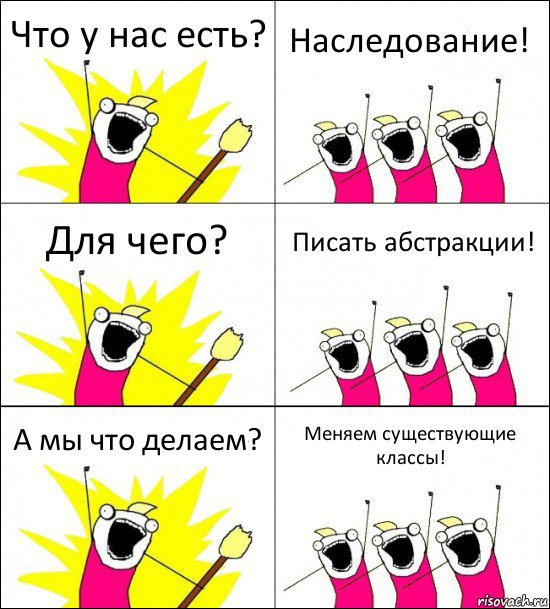 Что у нас есть?
Наследование!
Для чего?
Писать абстракции!
А мы что делаем?
Меняем существующие
классы!
risovach.ru